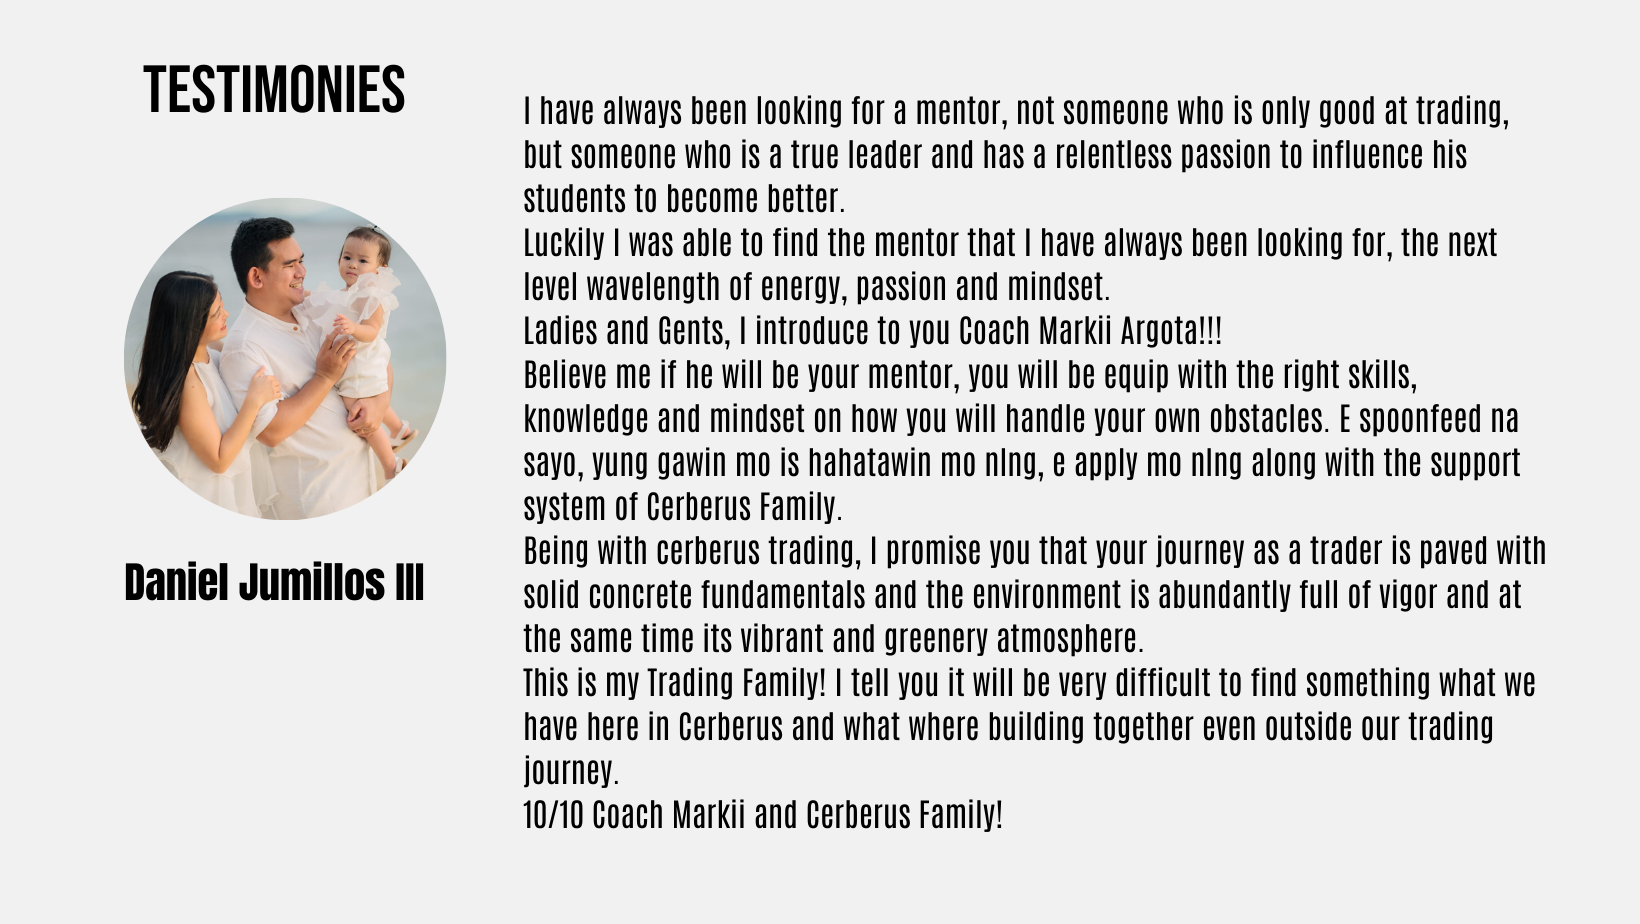 TESTIMONIES
I have always been looking for a mentor, not someone who is only good at trading,
but someone who is a true leader and has a relentless passion to influence his
students to become better.
Luckily I was able to find the mentor that I have always been looking for, the next
level wavelength of energy, passion and mindset.
Ladies and Gents, I introduce to you Coach Markii Argota!!!
Believe me if he will be your mentor, you will be equip with the right skills,
knowledge and mindset on how you will handle your own obstacles. E spoonfeed na
sayo, yung gawin mo is hahatawin mo nlng, e apply mo nlng along with the support
system of Cerberus Family.
Being with cerberus trading, I promise you that your journey as a trader is paved with
solid concrete fundamentals and the environment is abundantly full of vigor and at
the same time its vibrant and greenery atmosphere.
This is my Trading Family! I tell you it will be very difficult to find something what we
have here in Cerberus and what where building together even outside our trading
journey.
10/10 Coach Markii and Cerberus Family!
Daniel Jumillos III